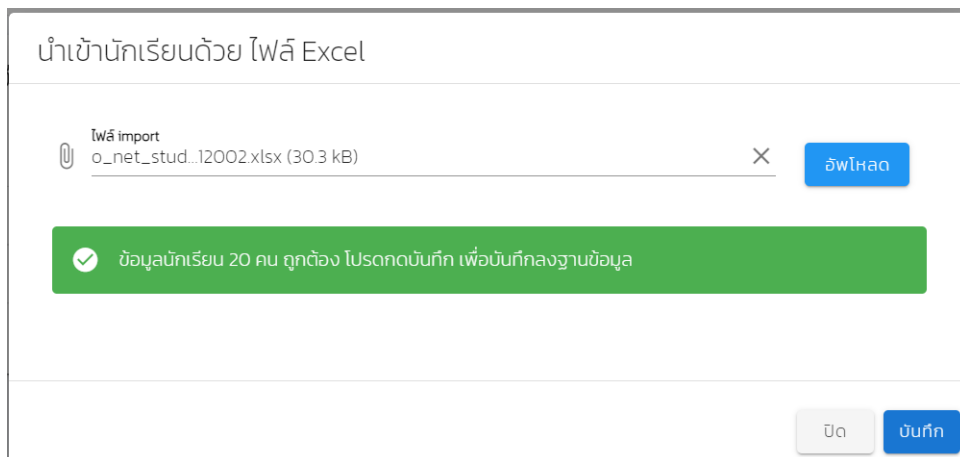 นำเข้านักเรียนด้วย ไฟล์ Excel
ไฟล์ import
o_net_stud...12002.xlsx (30.3 kB)
อัพโหลด
ข้อมูลนักเรียน 20 คน ถูกต้อง โปรดกดบันทึก เพื่อบันทึกลงฐานข้อมูล
ปิด
บันทึก